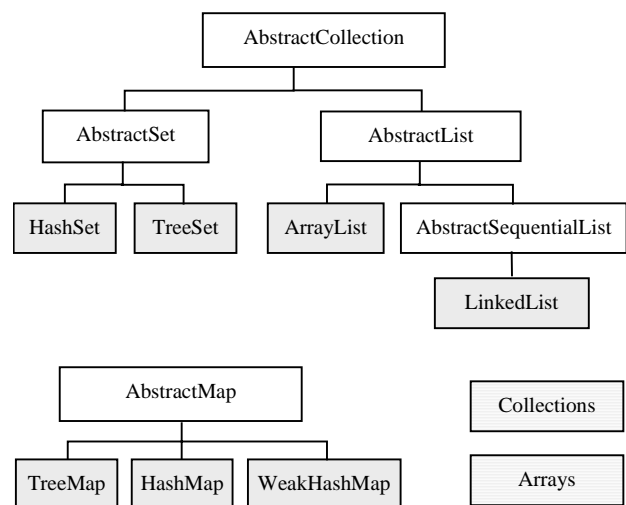 AbstractCollection
AbstractSet
AbstractList
HashSet
TreeSet
ArrayList
AbstractSequentialList
LinkedList
AbstractMap
Collections
TreeMap
HashMap
WeakHashMap
Arrays